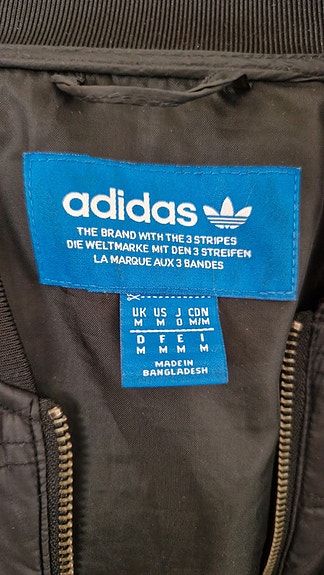 adidas
THE BRAND WITH THE 3 STRIPES
DIE WELTMARKE MIT DEN 3 STREIFEN
LA MARQUE AUX 3 BANDES
UK US J CDN
M M O M/M
D F E I
M M M M
MADE IN
BANGLADESH